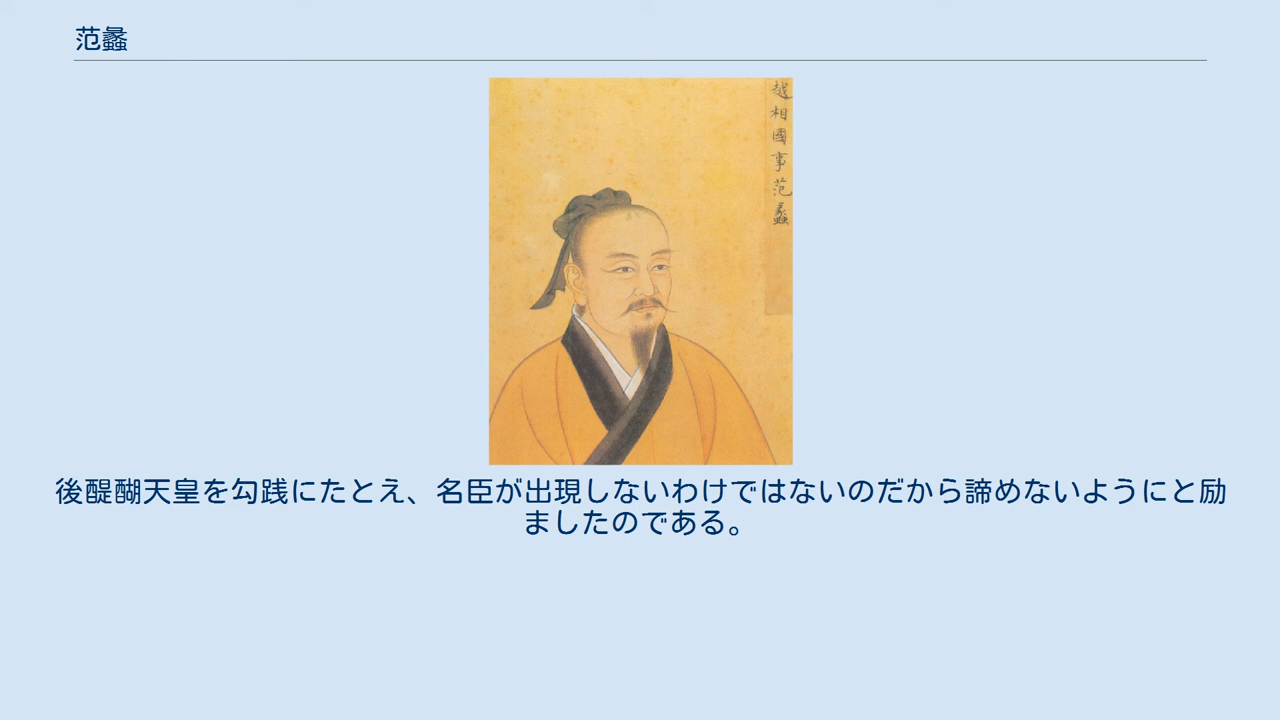 范蠡
越相國事范蠡
後醍醐天皇を勾践にたとえ、名臣が出現しないわけではないのだから諦めないようにと励
ましたのである。